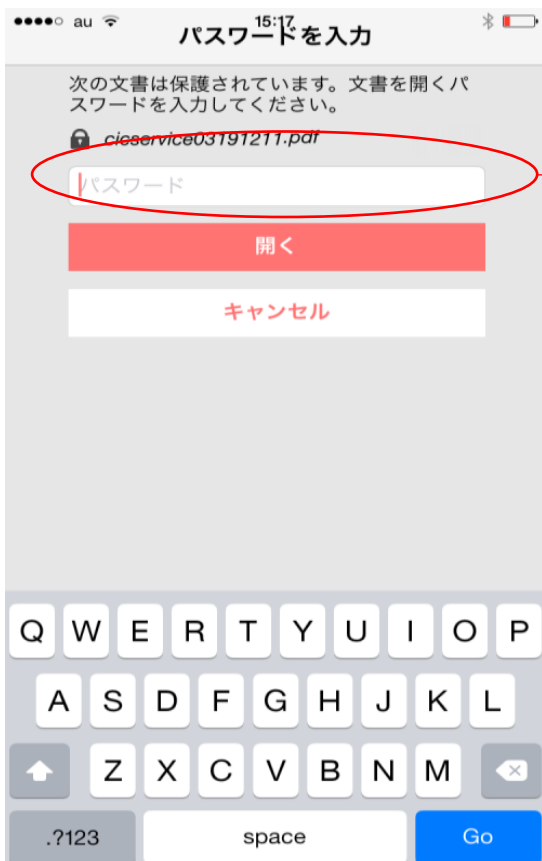 au
15:17
パスワードを入力
次の文書は保護されています。文書を開くパ
スワードを入力してください。
cicservice03191211.pdf
パスワード
開く
キャンセル
Q W E R T Y U I O P
A S D F G H J K L
Z X C V B N M
.?123 space Go